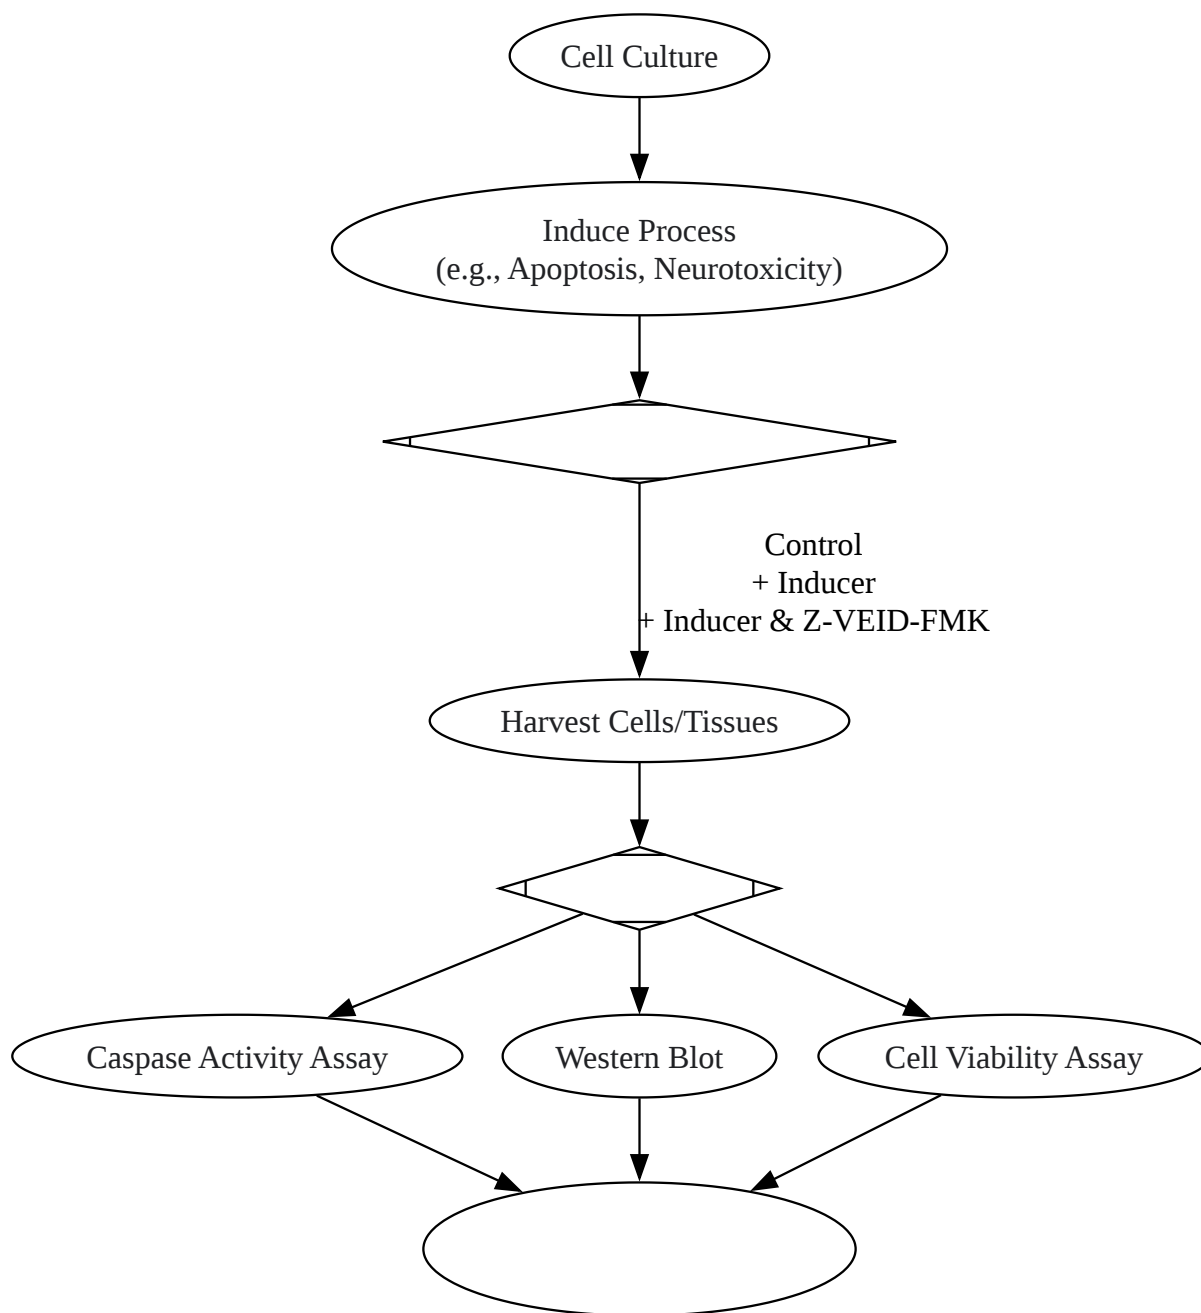 Cell Culture
Induce Process
(e.g., Apoptosis, Neurotoxicity)
Control
+ Inducer
+ Inducer & Z-VEID-FMK
Harvest Cells/Tissues
Caspase Activity Assay
Western Blot
Cell Viability Assay